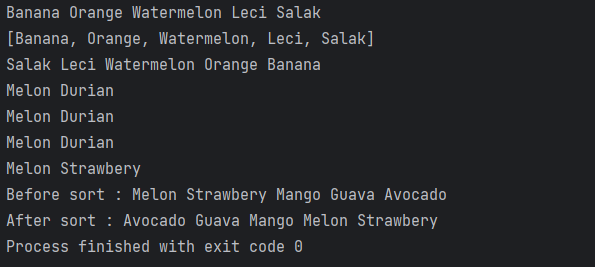 Banana Orange Watermelon Leci Salak
[Banana, Orange, Watermelon, Leci, Salak]
Salak Leci Watermelon Orange Banana
Melon Durian
Melon Durian
Melon Durian
Melon Strawbery
Before sort : Melon Strawbery Mango Guava Avocado
After sort : Avocado Guava Mango Melon Strawbery
Process finished with exit code 0